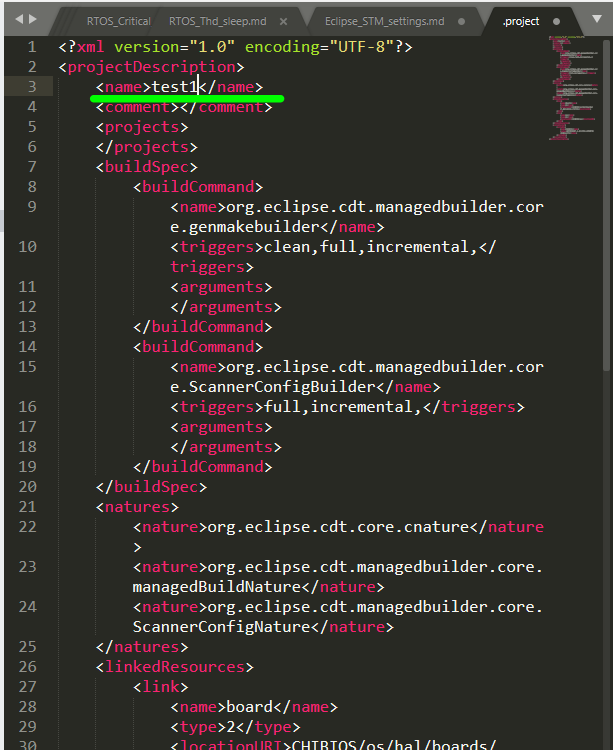 RTOS_Critical
RTOS_Thd_sleep.md
Eclipse_STM_settings.md
.project
1 <?xml version="1.0" encoding="UTF-8"?>
2 <projectDescription>
3 <name>test1</name>
4 <comment></comment>
5 <projects>
6 </projects>
7 <buildSpec>
8 <buildCommand>
9 <name>org.eclipse.cdt.managedbuilder.cor
e.genmakebuilder</name>
10 <triggers>clean,full,incremental,</
triggers>
11 <arguments>
12 </arguments>
13 </buildCommand>
14 <buildCommand>
15 <name>org.eclipse.cdt.managedbuilder.cor
e.ScannerConfigBuilder</name>
16 <triggers>full,incremental,</triggers>
17 <arguments>
18 </arguments>
19 </buildCommand>
20 </buildSpec>
21 <natures>
22 <nature>org.eclipse.cdt.core.cnature</nature
>
23 <nature>org.eclipse.cdt.managedbuilder.core.
managedBuildNature</nature>
24 <nature>org.eclipse.cdt.managedbuilder.core.
ScannerConfigNature</nature>
25 </natures>
26 <linkedResources>
27 <link>
28 <name>board</name>
29 <type>2</type>
30 <locationURI>CHIBIOS/os/hal/boards/